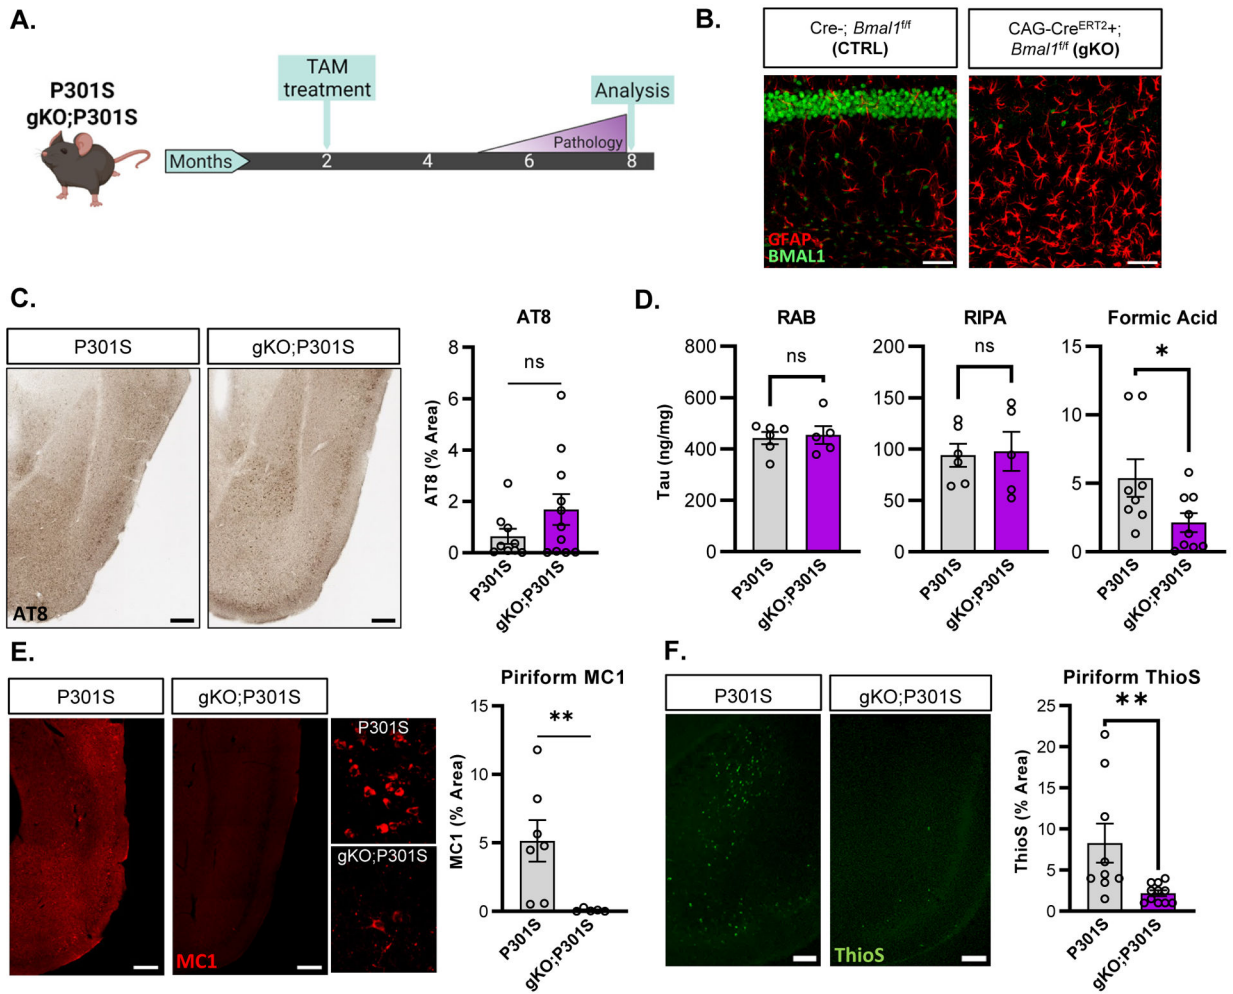 A.
P301S
gKO;P301S
TAM
treatment
Analysis
Pathology
Months
2
4
6
8
B.
Cre-; Bmal1f/f
(CTRL)
CAG-CreERT2+;
Bmal1f/f (gKO)
GFAP
BMAL1
C.
P301S
gKO;P301S
AT8
AT8
AT8 (% Area)
8
6
4
2
0
ns
P301S
gKO;P301S
D.
RAB
Tau (ng/mg)
800
600
400
200
0
ns
P301S
gKO;P301S
RIPA
200
150
100
50
0
ns
P301S
gKO;P301S
Formic Acid
15
10
5
0
*
P301S
gKO;P301S
E.
P301S
gKO;P301S
MC1
P301S
gKO;P301S
Piriform MC1
MC1 (% Area)
15
10
5
0
**
P301S
gKO;P301S
F.
P301S
gKO;P301S
ThioS
Piriform ThioS
ThioS (% Area)
25
20
15
10
5
0
**
P301S
gKO;P301S